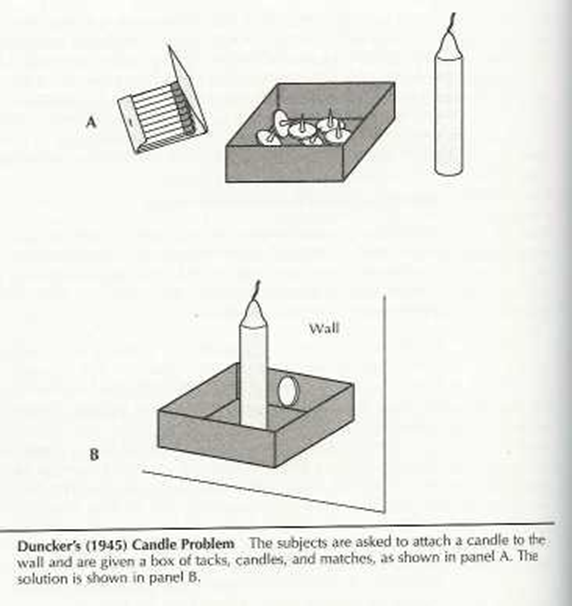 A
Wall
B
Duncker's (1945) Candle Problem The subjects are asked to attach a candle to the
wall and are given a box of tacks, candles, and matches, as shown in panel A. The
solution is shown in panel B.